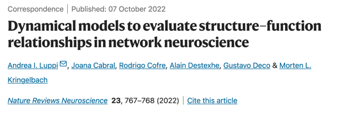 Correspondence | Published: 07 October 2022
Dynamical models to evaluate structure–function
relationships in network neuroscience
Andrea I. Luppi, Joana Cabral, Rodrigo Cofre, Alain Destexhe, Gustavo Deco & Morten L.
Kringelbach
Nature Reviews Neuroscience 23, 767–768 (2022) | Cite this article